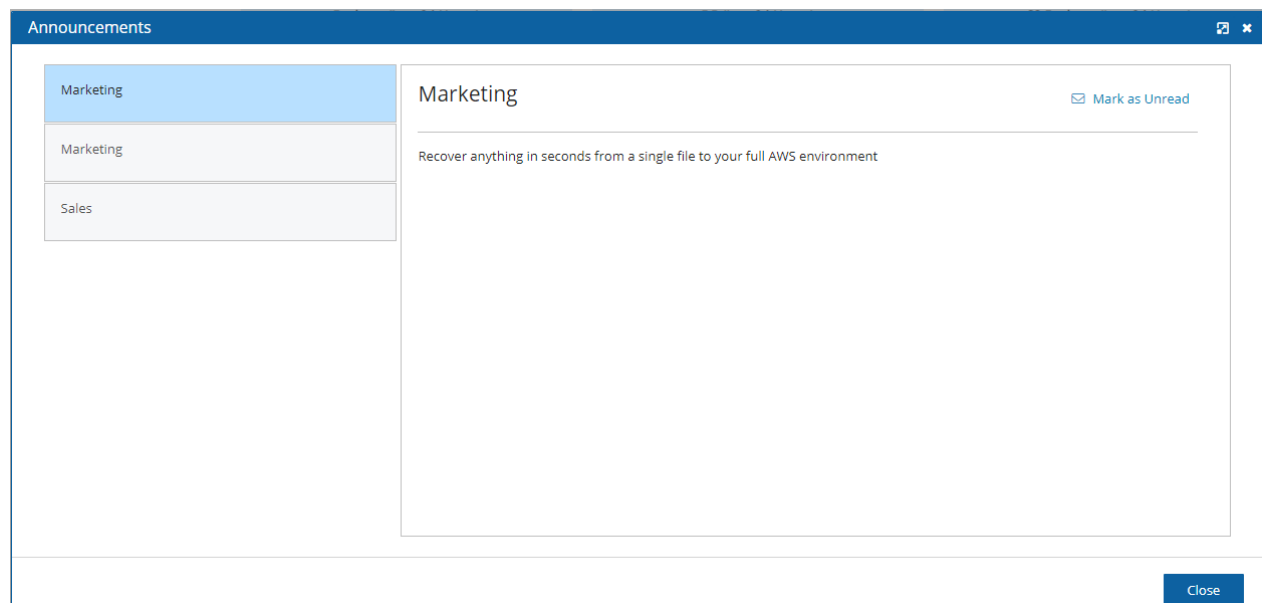 Announcements
Marketing
Marketing
Sales
Marketing
Mark as Unread
Recover anything in seconds from a single file to your full AWS environment
Close